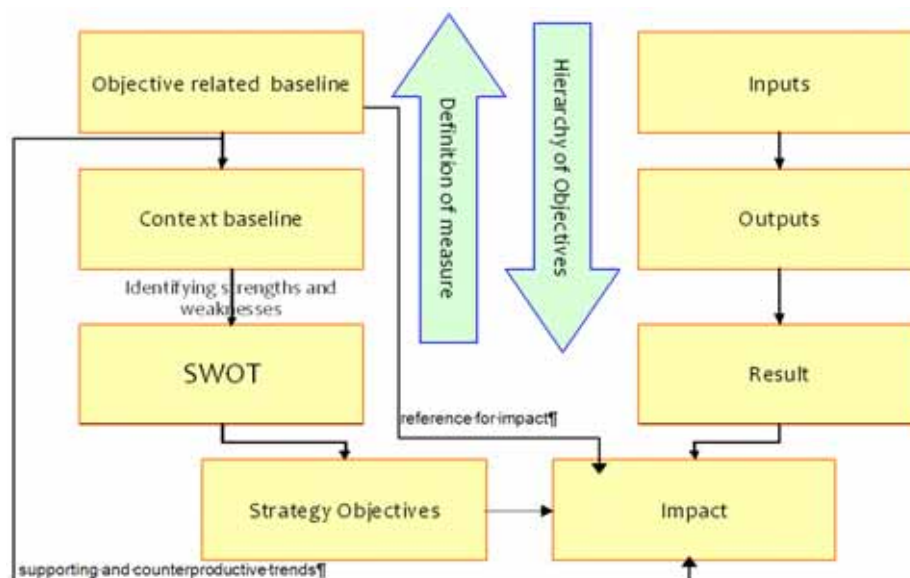 Objective related baseline
Context baseline
Identifying strengths and
weaknesses
SWOT
Strategy Objectives
Definition of measure
Hierarchy of Objectives
Inputs
Outputs
Result
reference·for·impact¶
Impact
supporting·and·counterproductive·trends¶